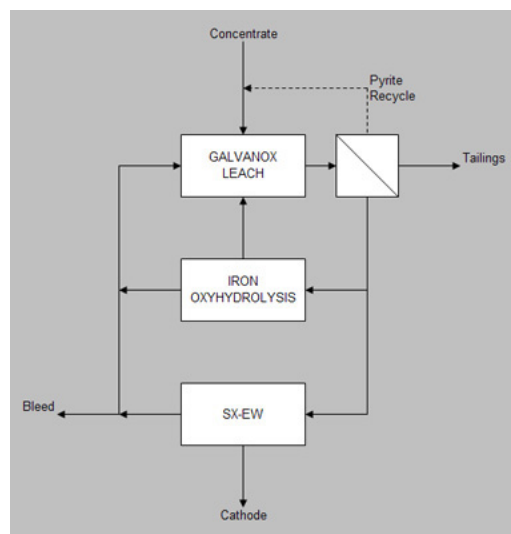 Concentrate
Pyrite
Recycle
GALVANOX
LEACH
Tailings
IRON
OXYHYDROLYSIS
Bleed
SX-EW
Cathode